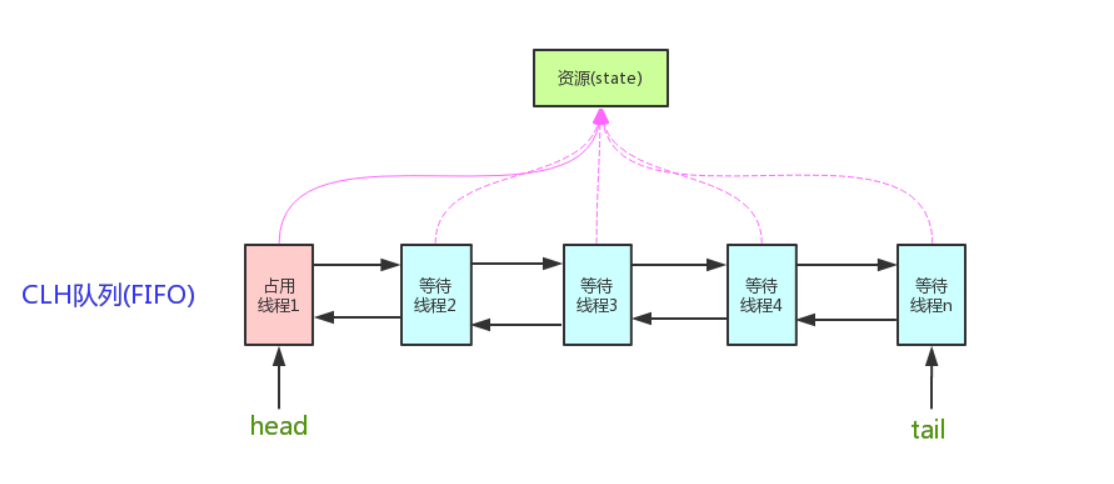 资源(state)
CLH队列(FIFO)
占用
线程1
等待
线程2
等待
线程3
等待
线程4
等待
线程n
head
tail